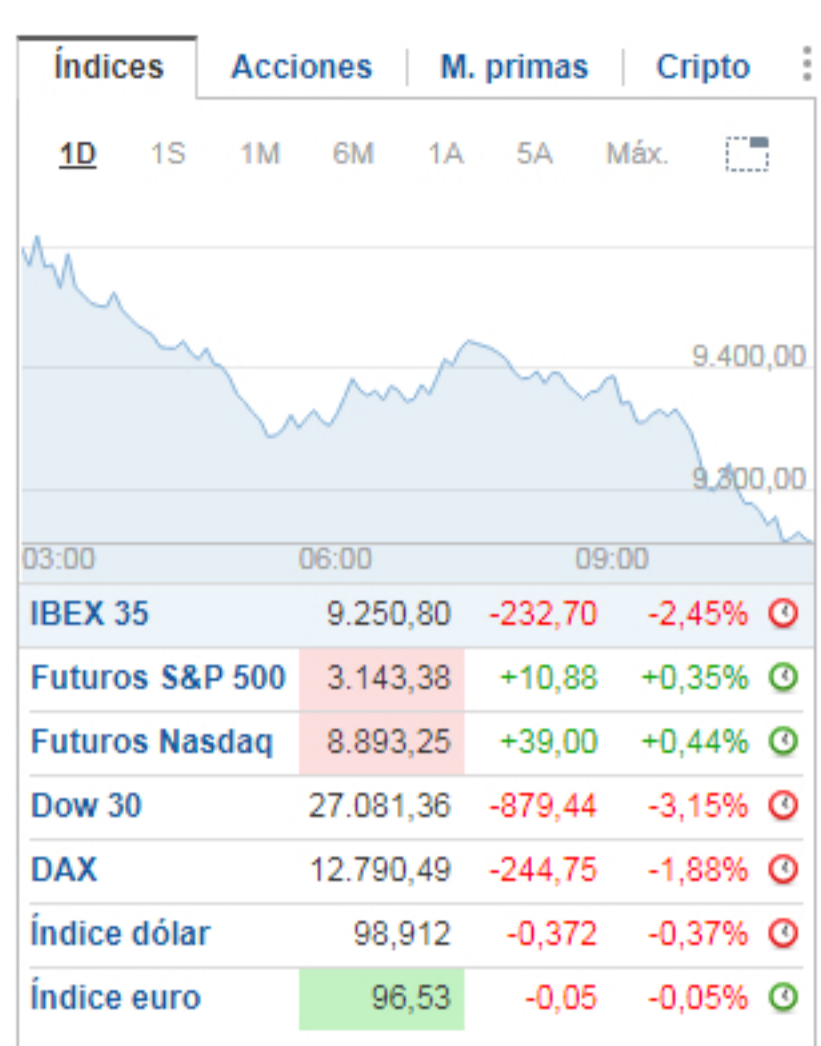 Índices Acciones M. primas Cripto
1D 1S 1M 6M 1A 5A Máx.
9.400,00
9.300,00
03:00 06:00 09:00
IBEX 35 9.250,80 -232,70 -2,45%
Futuros S&P 500 3.143,38 +10,88 +0,35%
Futuros Nasdaq 8.893,25 +39,00 +0,44%
Dow 30 27.081,36 -879,44 -3,15%
DAX 12.790,49 -244,75 -1,88%
Índice dólar 98,912 -0,372 -0,37%
Índice euro 96,53 -0,05 -0,05%